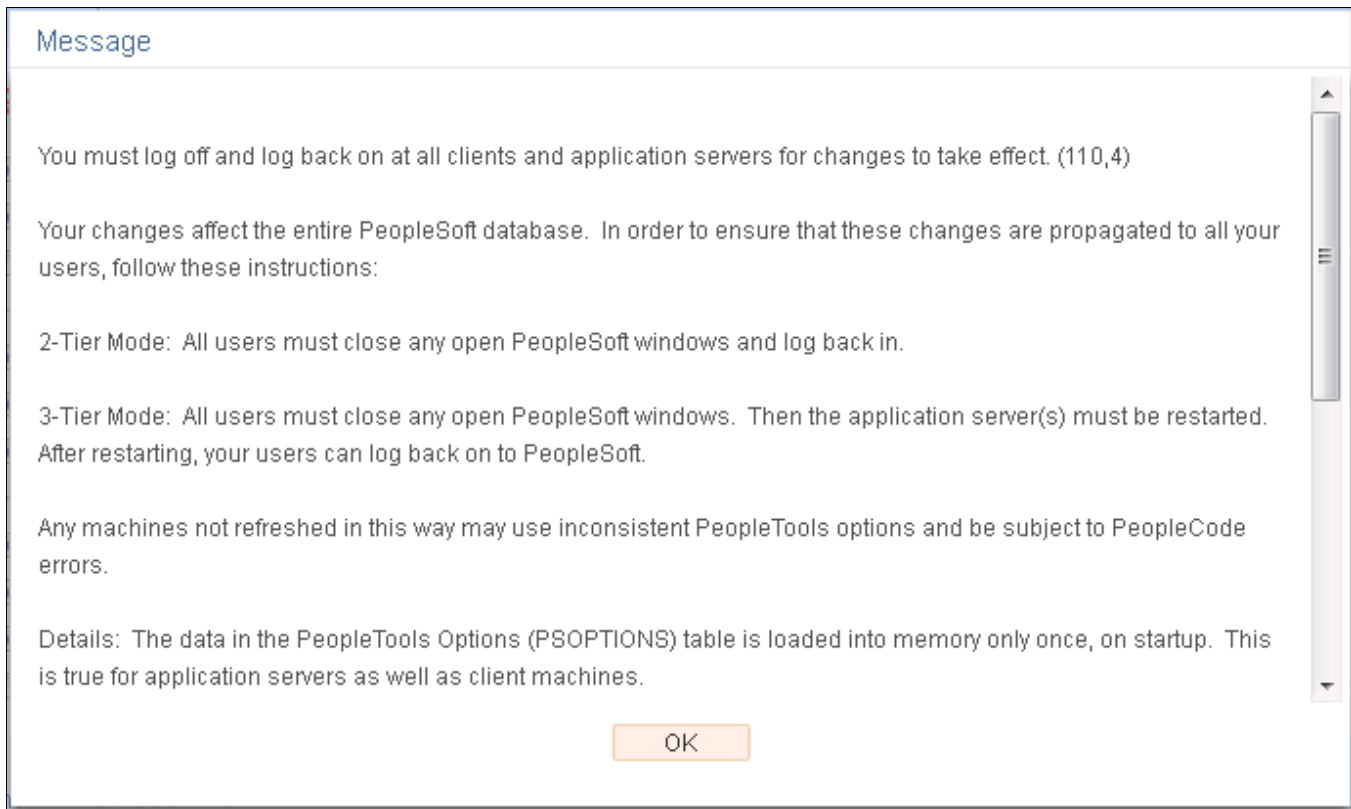 Message
You must log off and log back on at all clients and application servers for changes to take effect. (110,4)
Your changes affect the entire PeopleSoft database.  In order to ensure that these changes are propagated to all your
users, follow these instructions:
2-Tier Mode:  All users must close any open PeopleSoft windows and log back in.
3-Tier Mode:  All users must close any open PeopleSoft windows.  Then the application server(s) must be restarted.
After restarting, your users can log back on to PeopleSoft.
Any machines not refreshed in this way may use inconsistent PeopleTools options and be subject to PeopleCode
errors.
Details:  The data in the PeopleTools Options (PSOPTIONS) table is loaded into memory only once, on startup.  This
is true for application servers as well as client machines.
OK